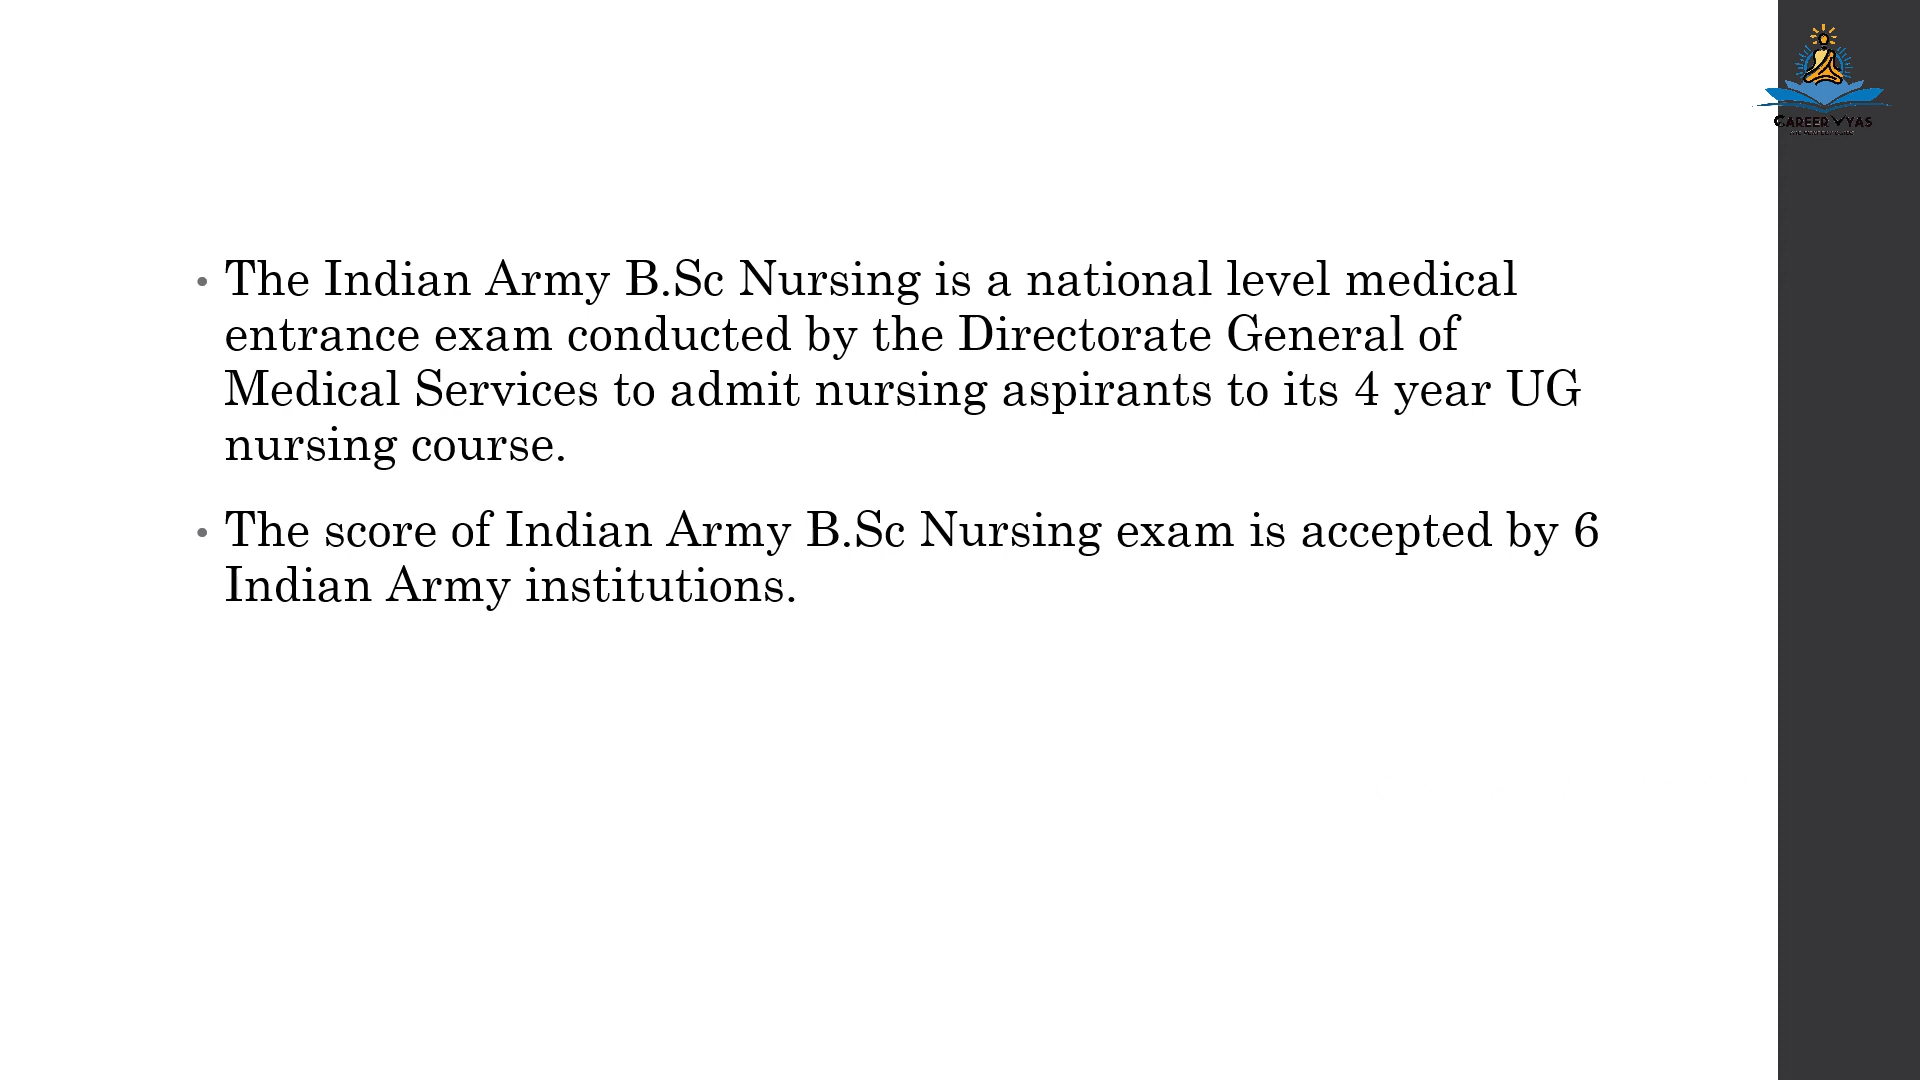 CAREER VYAS
• The Indian Army B.Sc Nursing is a national level medical
entrance exam conducted by the Directorate General of
Medical Services to admit nursing aspirants to its 4 year UG
nursing course.
• The score of Indian Army B.Sc Nursing exam is accepted by 6
Indian Army institutions.